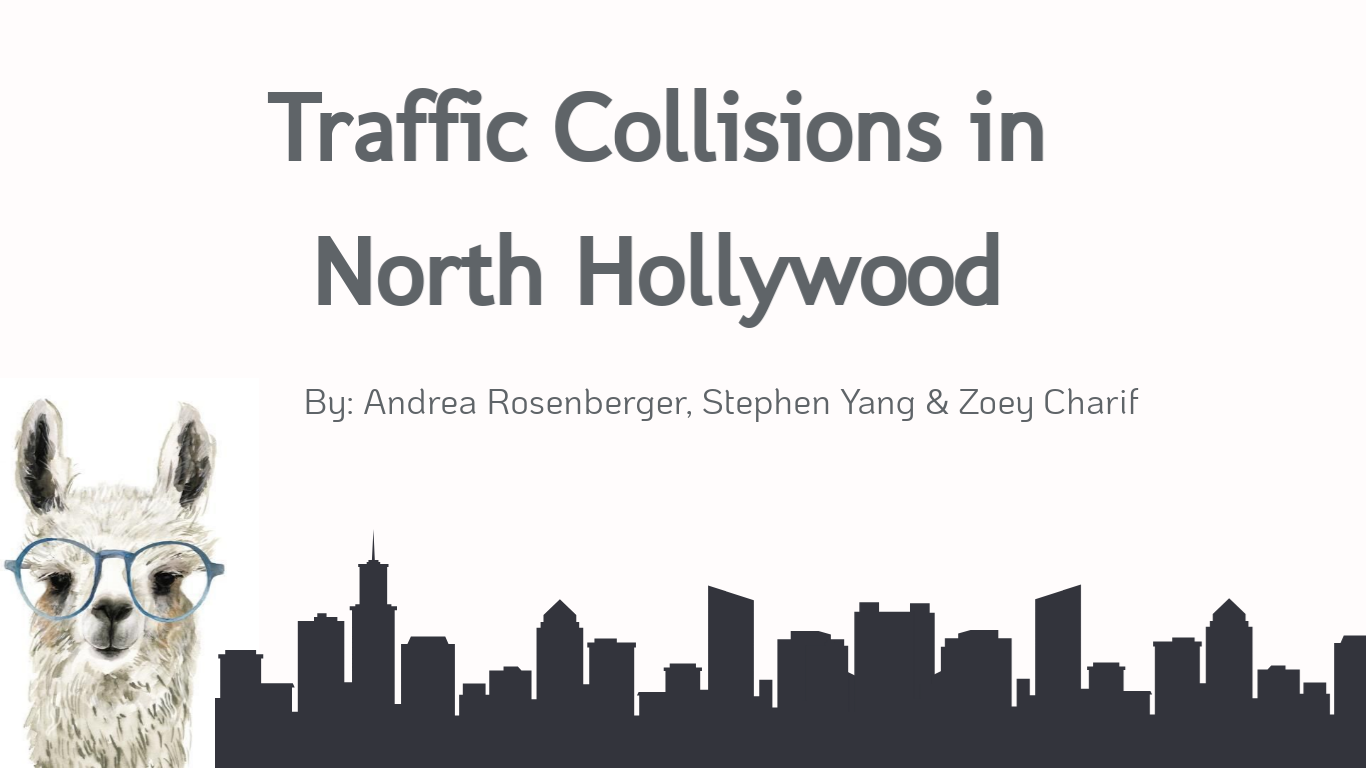 Traffic Collisions in
North Hollywood
By: Andrea Rosenberger, Stephen Yang & Zoey Charif